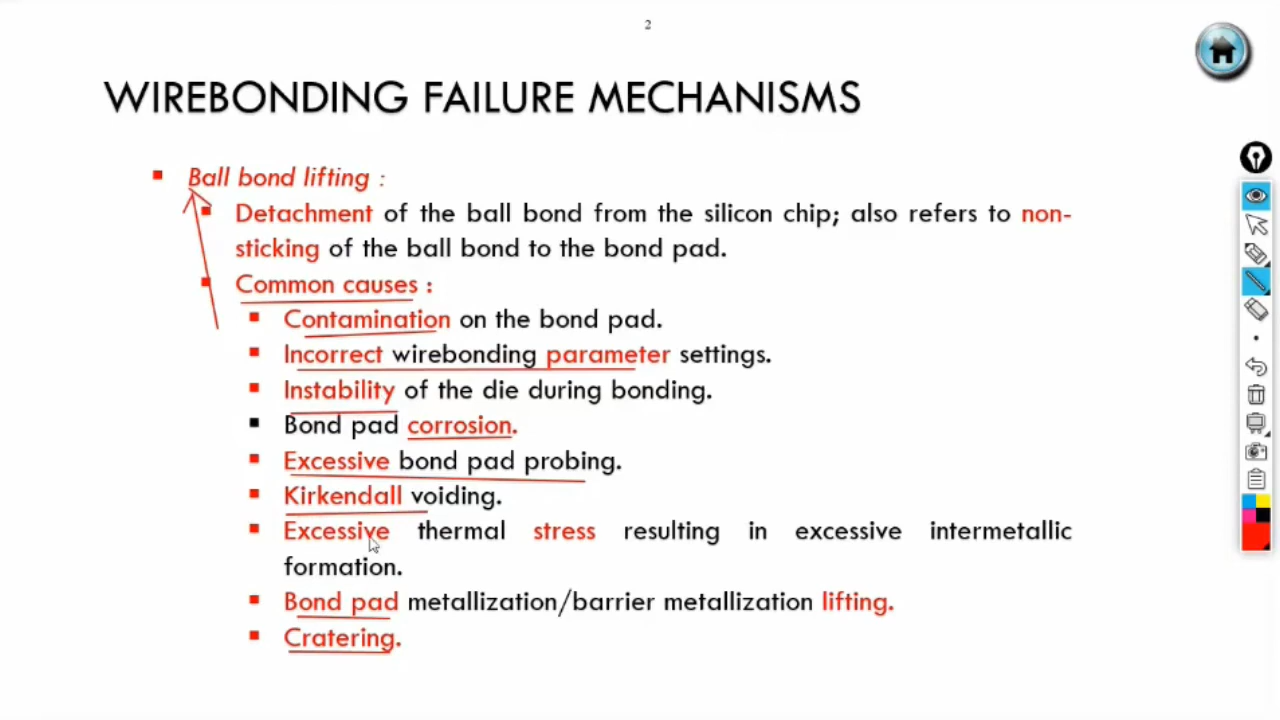 2
WIREBONDING FAILURE MECHANISMS
Ball bond lifting :
Detachment of the ball bond from the silicon chip; also refers to non-
sticking of the ball bond to the bond pad.
Common causes :
Contamination on the bond pad.
Incorrect wirebonding parameter settings.
Instability of the die during bonding.
Bond pad corrosion.
Excessive bond pad probing.
Kirkendall voiding.
Excessive thermal stress resulting in excessive intermetallic
formation.
Bond pad metallization/barrier metallization lifting.
Cratering.